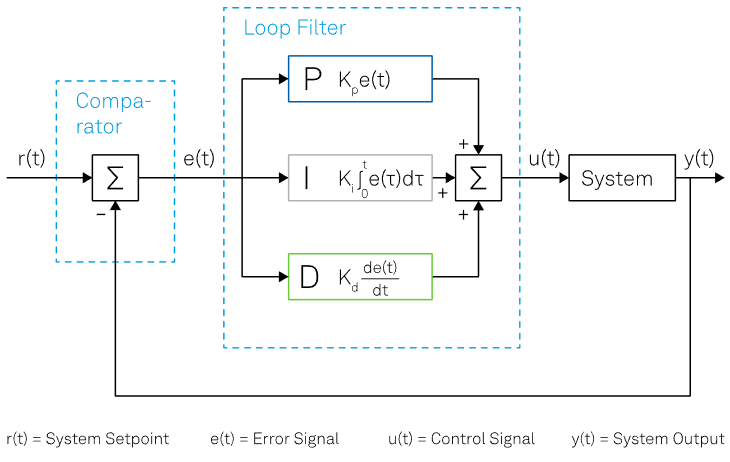 Loop Filter
P K_p e(t)
Compa-
rator
+
r(t) Σ e(t) I K_i ∫_0^t e(τ)dτ + Σ u(t) System y(t)
−
+
D K_d de(t)/dt
r(t) = System Setpoint e(t) = Error Signal u(t) = Control Signal y(t) = System Output